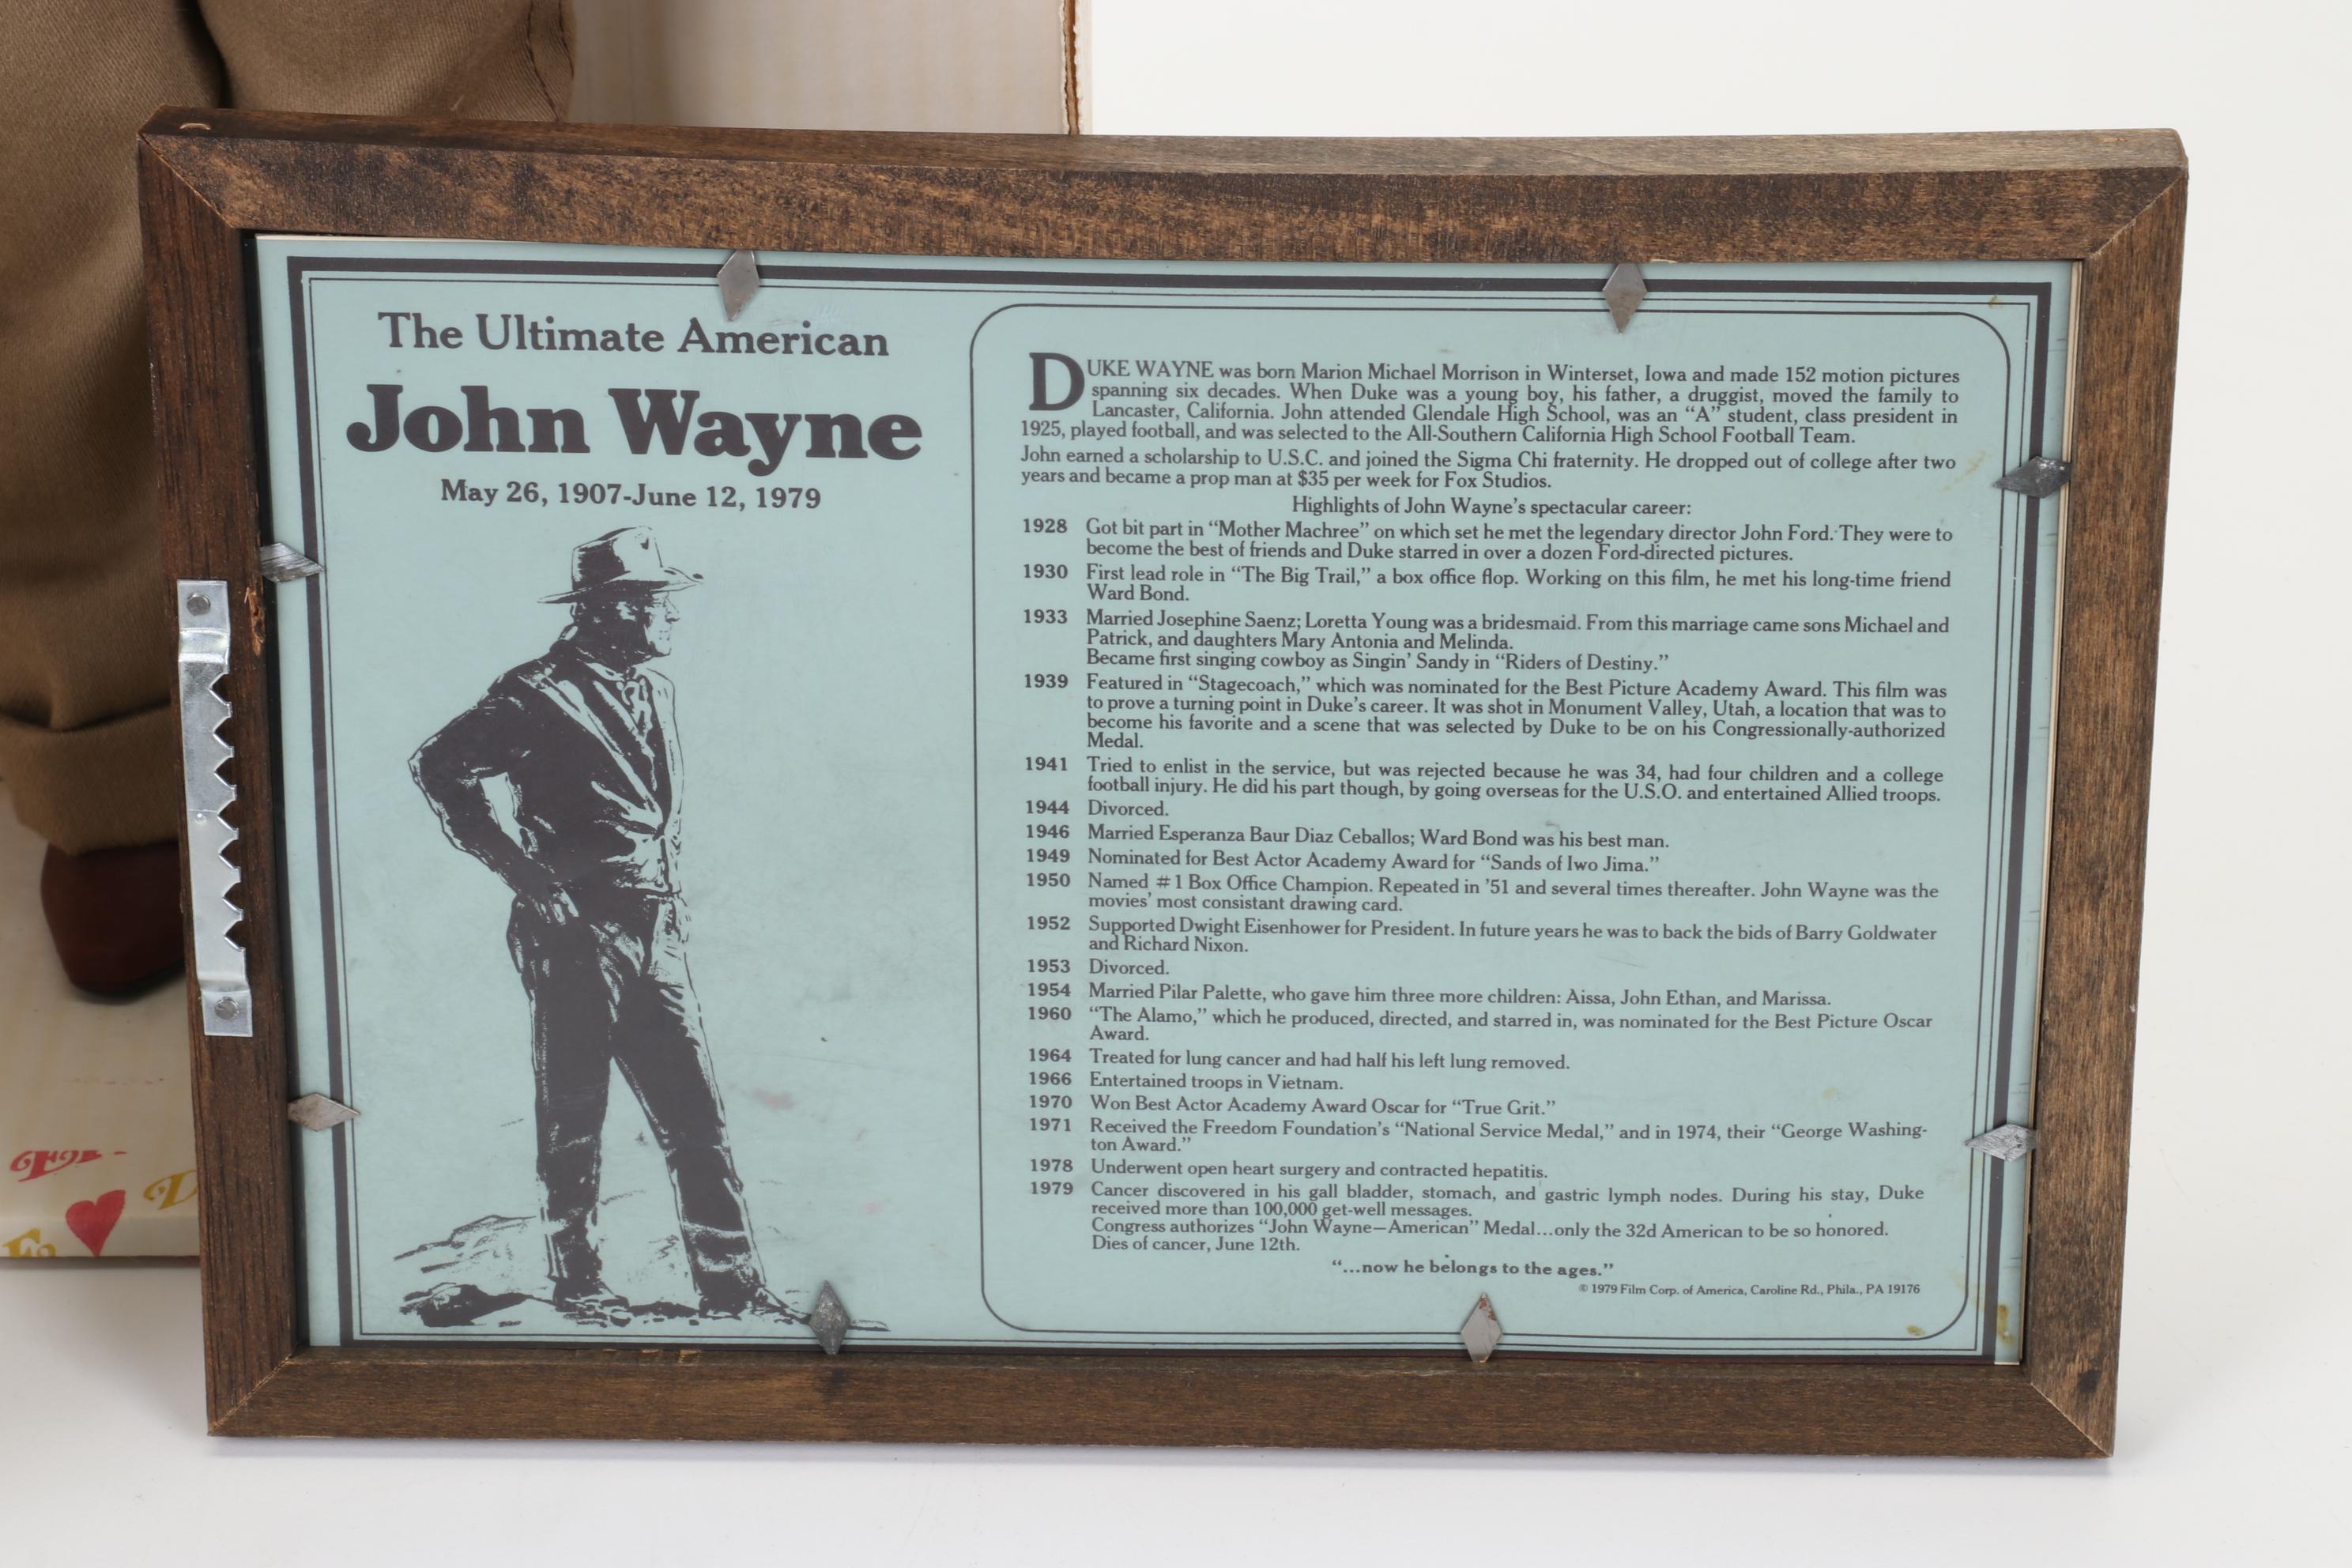 The Ultimate American
John Wayne
May 26, 1907-June 12, 1979
DUKE WAYNE was born Marion Michael Morrison in Winterset, Iowa and made 152 motion pictures
spanning six decades. When Duke was a young boy, his father, a druggist, moved the family to
Lancaster, California. John attended Glendale High School, was an “A” student, class president in
1925, played football, and was selected to the All-Southern California High School Football Team.
John earned a scholarship to U.S.C. and joined the Sigma Chi fraternity. He dropped out of college after two
years and became a prop man at $35 per week for Fox Studios.
Highlights of John Wayne’s spectacular career:
1928 Got bit part in “Mother Machree” on which set he met the legendary director John Ford. They were to
become the best of friends and Duke starred in over a dozen Ford-directed pictures.
1930 First lead role in “The Big Trail,” a box office flop. Working on this film, he met his long-time friend
Ward Bond.
1933 Married Josephine Saenz; Loretta Young was a bridesmaid. From this marriage came sons Michael and
Patrick, and daughters Mary Antonia and Melinda.
Became first singing cowboy as Singin’ Sandy in “Riders of Destiny.”
1939 Featured in “Stagecoach,” which was nominated for the Best Picture Academy Award. This film was
to prove a turning point in Duke’s career. It was shot in Monument Valley, Utah, a location that was to
become his favorite and a scene that was selected by Duke to be on his Congressionally-authorized
Medal.
1941 Tried to enlist in the service, but was rejected because he was 34, had four children and a college
football injury. He did his part though, by going overseas for the U.S.O. and entertained Allied troops.
1944 Divorced.
1946 Married Esperanza Baur Diaz Ceballos; Ward Bond was his best man.
1949 Nominated for Best Actor Academy Award for “Sands of Iwo Jima.”
1950 Named #1 Box Office Champion. Repeated in ’51 and several times thereafter. John Wayne was the
movies’ most consistant drawing card.
1952 Supported Dwight Eisenhower for President. In future years he was to back the bids of Barry Goldwater
and Richard Nixon.
1953 Divorced.
1954 Married Pilar Palette, who gave him three more children: Aissa, John Ethan, and Marissa.
1960 “The Alamo,” which he produced, directed, and starred in, was nominated for the Best Picture Oscar
Award.
1964 Treated for lung cancer and had half his left lung removed.
1966 Entertained troops in Vietnam.
1970 Won Best Actor Academy Award Oscar for “True Grit.”
1971 Received the Freedom Foundation’s “National Service Medal,” and in 1974, their “George Washing-
ton Award.”
1978 Underwent open heart surgery and contracted hepatitis.
1979 Cancer discovered in his gall bladder, stomach, and gastric lymph nodes. During his stay, Duke
received more than 100,000 get-well messages.
Congress authorizes “John Wayne—American” Medal...only the 32d American to be so honored.
Dies of cancer, June 12th.
“...now he belongs to the ages.”
© 1979 Film Corp. of America, Caroline Rd., Phila., PA 19176